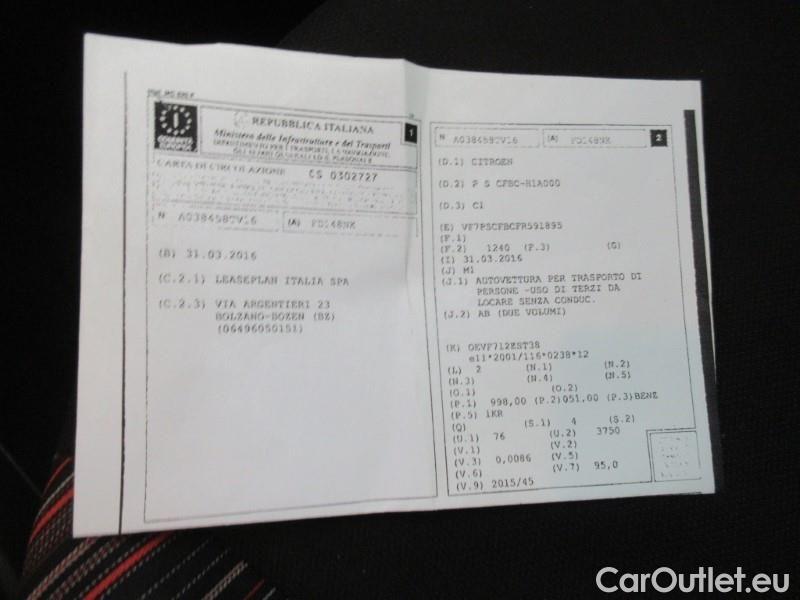 1
REPUBBLICA ITALIANA
Ministero delle Infrastrutture e dei Trasporti
CARTA DI CIRCOLAZIONE CS 0302727
N A038458TV16 (A)
(B) 31.03.2016
(C.2.1) LEASEPLAN ITALIA SPA
(C.2.3) VIA ARGENTIERI 23
BOLZANO-BOZEN (BZ)
(06496050151)
2
N A038458TV16 (A)
(D.1) CITROEN
(D.2) P S CFBC-H1A000
(D.3) C1
(E) VF7PSCFBCFR591895
(F.1)
(F.2) 1240 (F.3) (G)
(I) 31.03.2016
(J) M1
(J.1) AUTOVETTURA PER TRASPORTO DI
PERSONE -USO DI TERZI DA
LOCARE SENZA CONDUC.
(J.2) AB (DUE VOLUMI)
(K) OEVF712EST38
e11*2001/116*0238*12
(L) 2 (N.1) (N.2)
(N.3) (N.4) (N.5)
(O.1) (O.2)
(P.1) 998,00 (P.2)051,00 (P.3)BENZ
(P.5) 1KR
(Q) (S.1) 4 (S.2)
(U.1) 76 (U.2) 3750
(V.1) (V.2)
(V.3) 0,0086 (V.5)
(V.6) (V.7) 95,0
(V.9) 2015/45
CarOutlet.eu